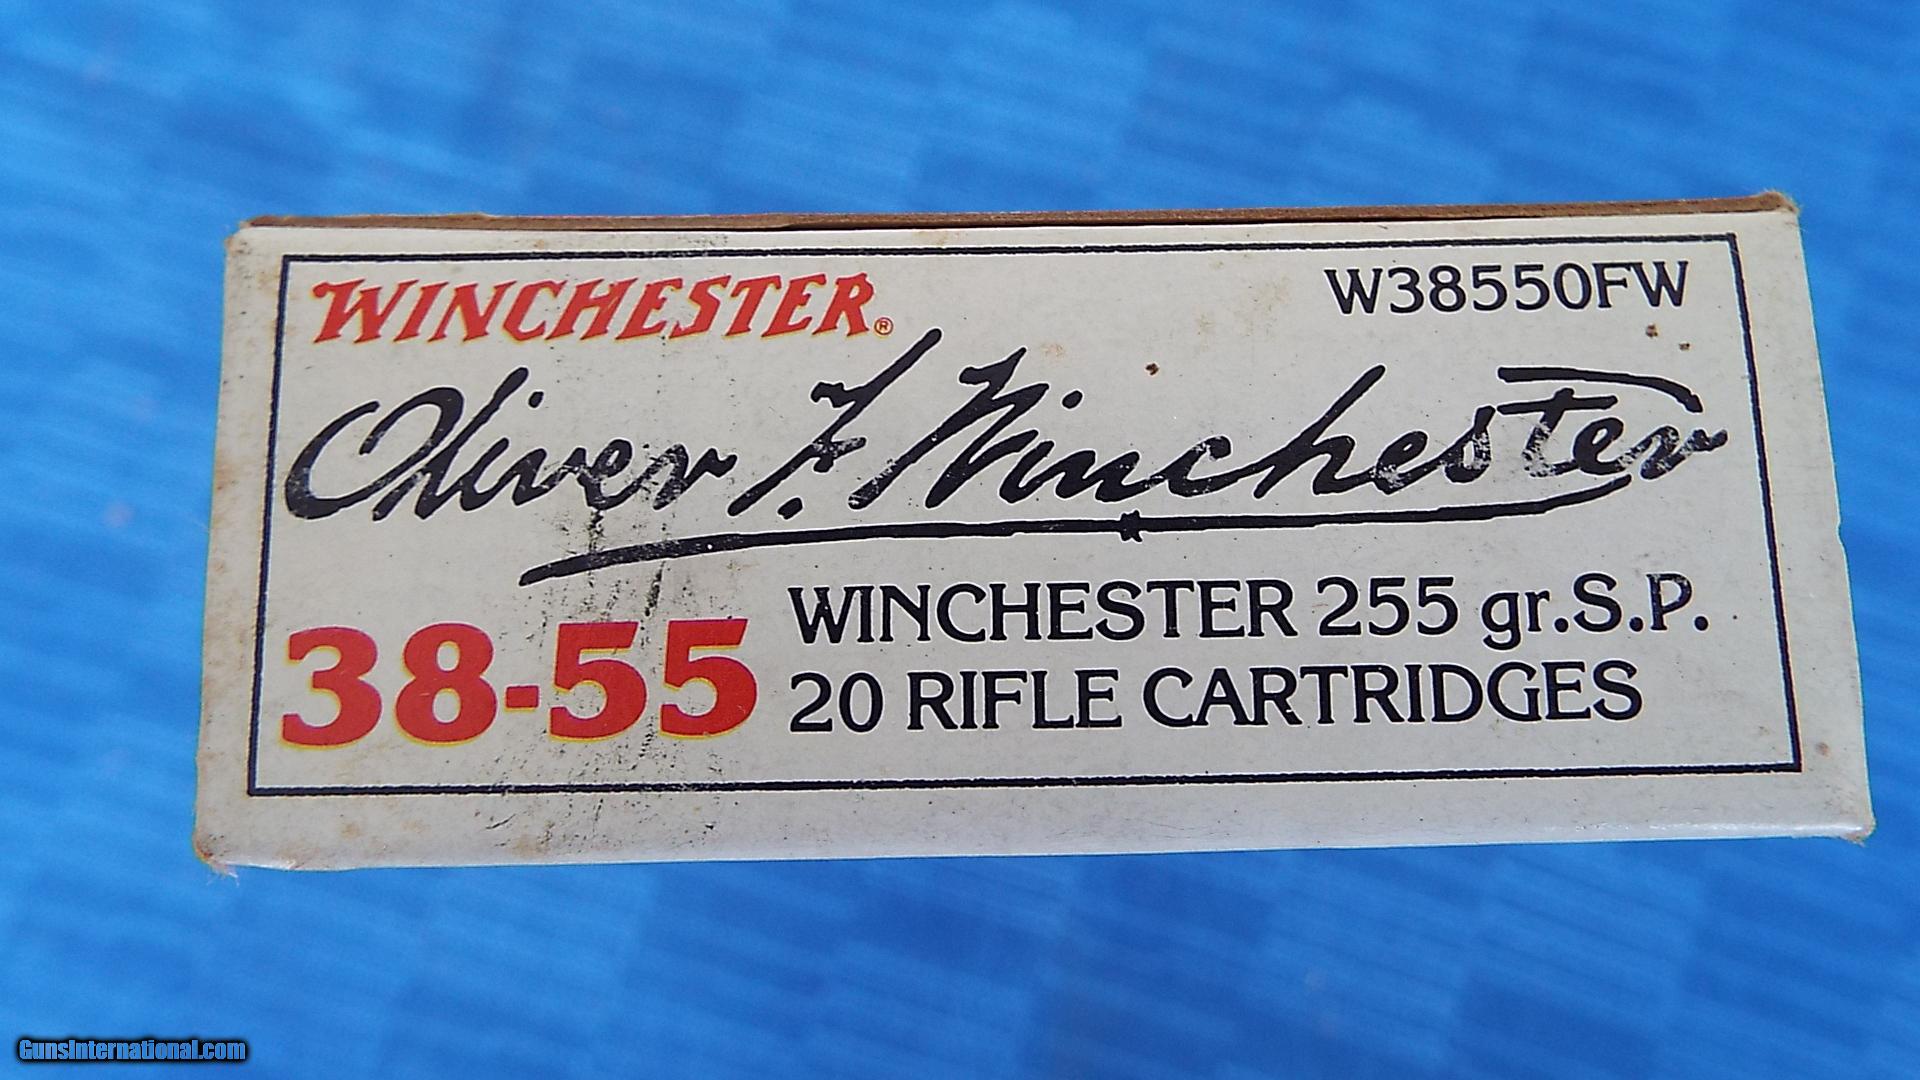 WINCHESTER®
W38550FW
Oliver F. Winchester
38-55
WINCHESTER 255 gr.S.P.
20 RIFLE CARTRIDGES
GunsInternational.com